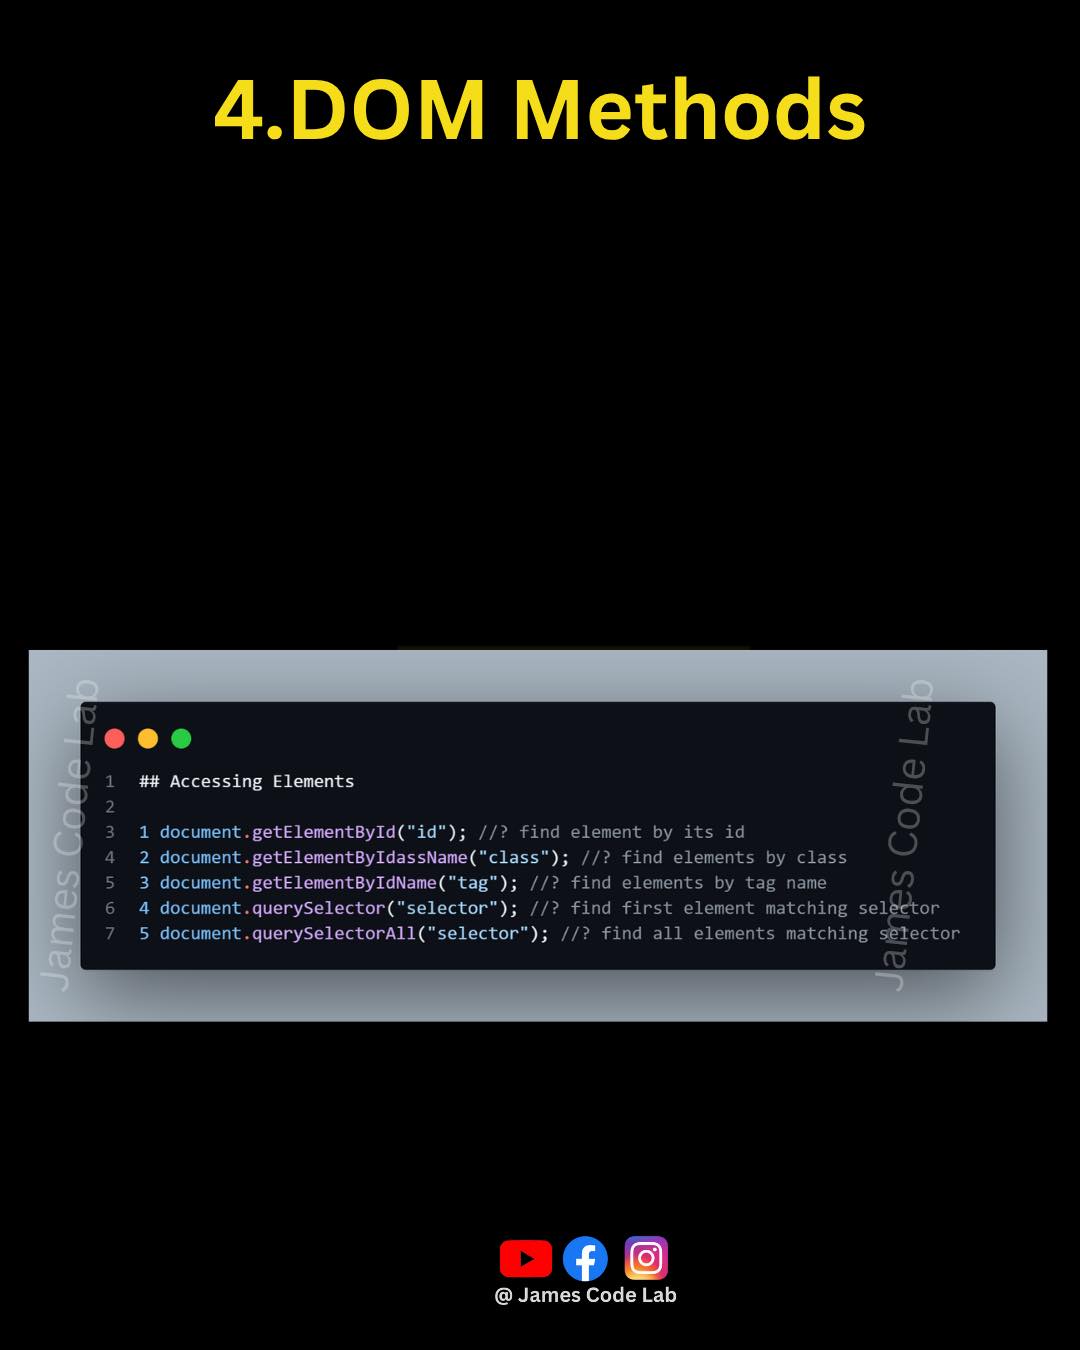 4.DOM Methods
James Code Lab
James Code Lab
1 ## Accessing Elements
2
3 1 document.getElementById("id"); //? find element by its id
4 2 document.getElementByIdassName("class"); //? find elements by class
5 3 document.getElementByIdName("tag"); //? find elements by tag name
6 4 document.querySelector("selector"); //? find first element matching selector
7 5 document.querySelectorAll("selector"); //? find all elements matching selector
@ James Code Lab